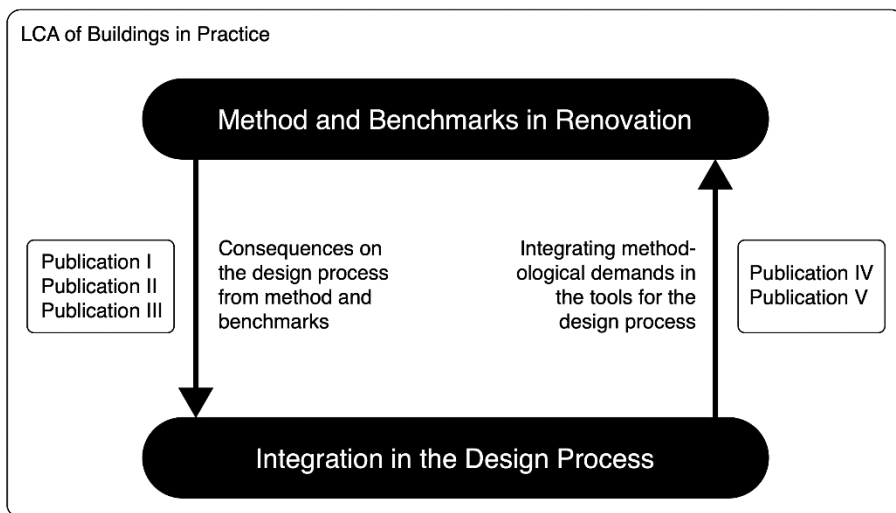 LCA of Buildings in Practice
Method and Benchmarks in Renovation
Publication I
Publication II
Publication III
Consequences on
the design process
from method and
benchmarks
Integrating method-
ological demands in
the tools for the
design process
Publication IV
Publication V
Integration in the Design Process